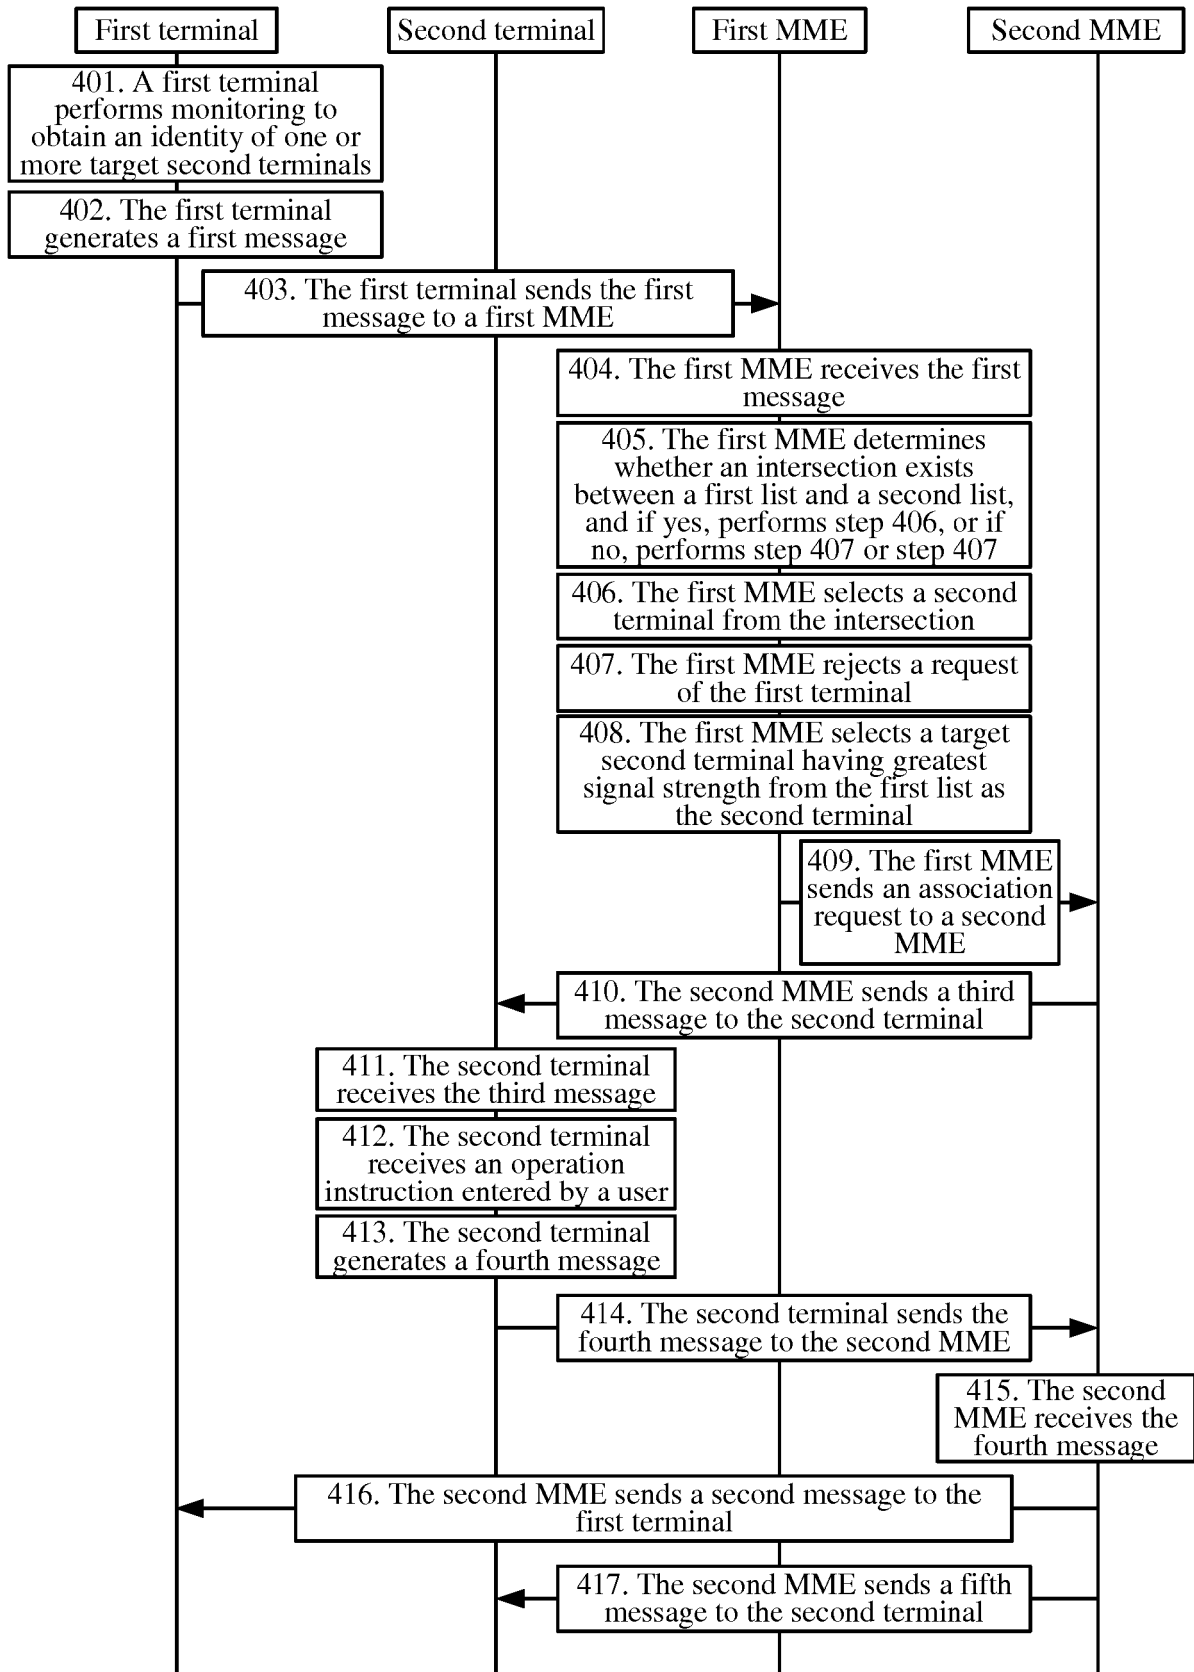 First terminal
Second terminal
First MME
Second MME
401. A first terminal
performs monitoring to
obtain an identity of one or
more target second terminals
402. The first terminal
generates a first message
403. The first terminal sends the first
message to a first MME
404. The first MME receives the first
message
405. The first MME determines
whether an intersection exists
between a first list and a second list,
and if yes, performs step 406, or if
no, performs step 407 or step 407
406. The first MME selects a second
terminal from the intersection
407. The first MME rejects a request
of the first terminal
408. The first MME selects a target
second terminal having greatest
signal strength from the first list as
the second terminal
409. The first MME
sends an association
request to a second
MME
410. The second MME sends a third
message to the second terminal
411. The second terminal
receives the third message
412. The second terminal
receives an operation
instruction entered by a user
413. The second terminal
generates a fourth message
414. The second terminal sends the
fourth message to the second MME
415. The second
MME receives the
fourth message
416. The second MME sends a second message to the
first terminal
417. The second MME sends a fifth
message to the second terminal